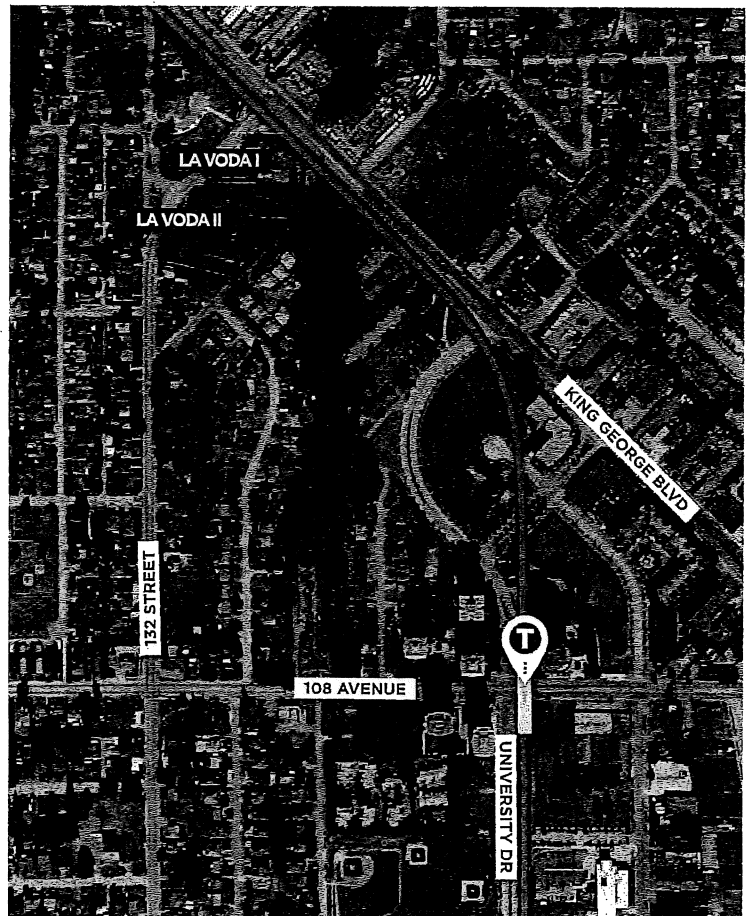 LA VODA I
LA VODA II
KING GEORGE BLVD
132 STREET
T
108 AVENUE
UNIVERSITY DR